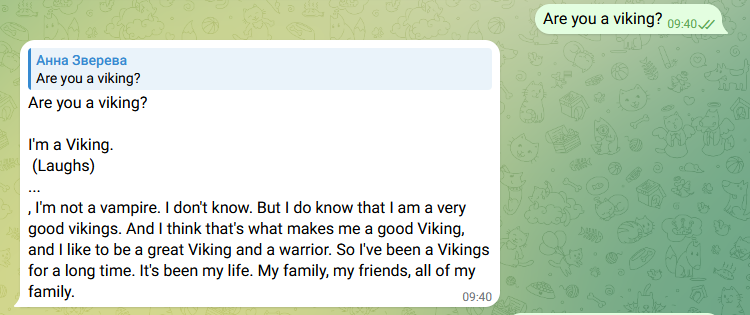 Are you a viking? 09:40
Анна Зверева
Are you a viking?
Are you a viking?
I'm a Viking.
(Laughs)
...
, I'm not a vampire. I don't know. But I do know that I am a very
good vikings. And I think that's what makes me a good Viking,
and I like to be a great Viking and a warrior. So I've been a Vikings
for a long time. It's been my life. My family, my friends, all of my
family.
09:40